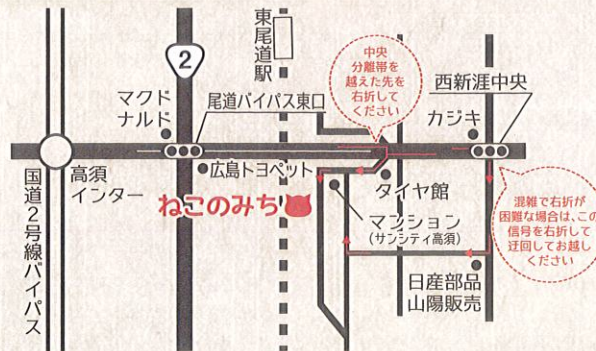 東尾道駅
2
中央
分離帯を
越えた先を
右折して
ください
西新涯中央
マクド
ナルド
尾道バイパス東口
カジキ
高須
インター
広島トヨペット
タイヤ館
ねこのみち
マンション
(サンシティ高須)
国道2号線バイパス
混雑で右折が
困難な場合は、この
信号を右折して
迂回してお越し
ください
日産部品
山陽販売